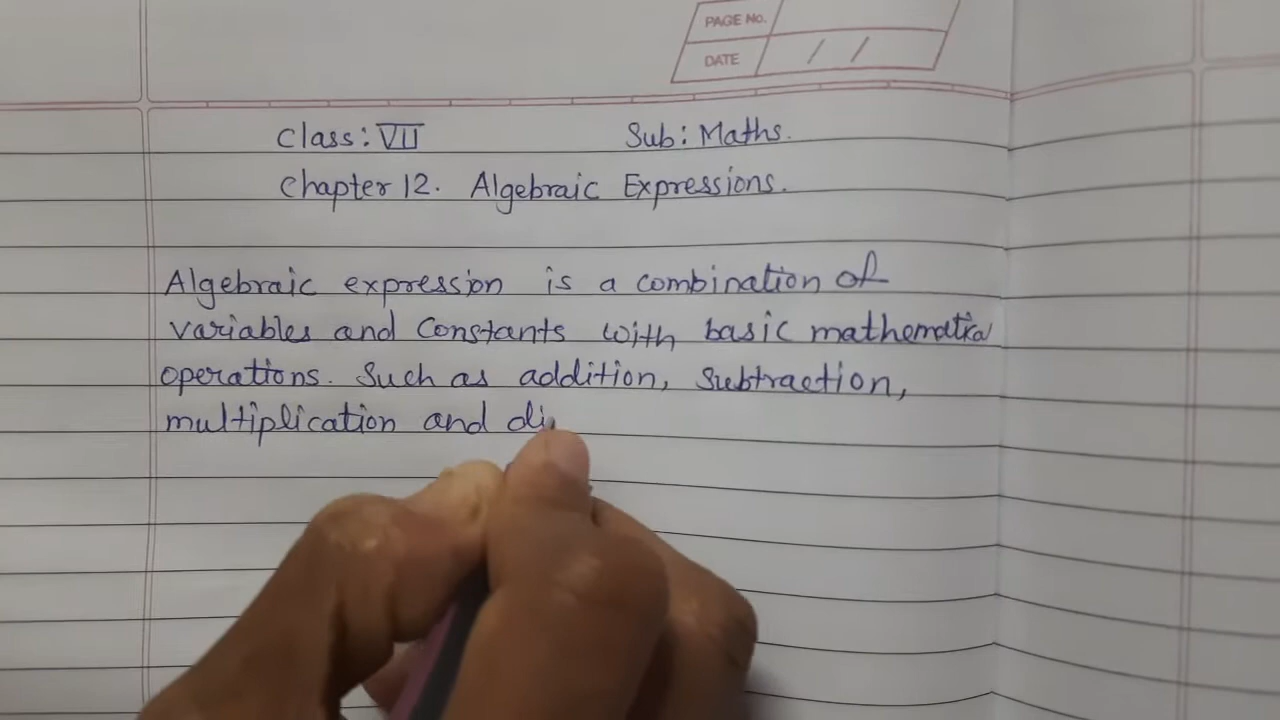 PAGE No.
DATE / /
Class: VII Sub: Maths.
Chapter 12. Algebraic Expressions.
Algebraic expression is a combination of
variables and constants with basic mathematical
operations. Such as addition, Subtraction,
multiplication and di